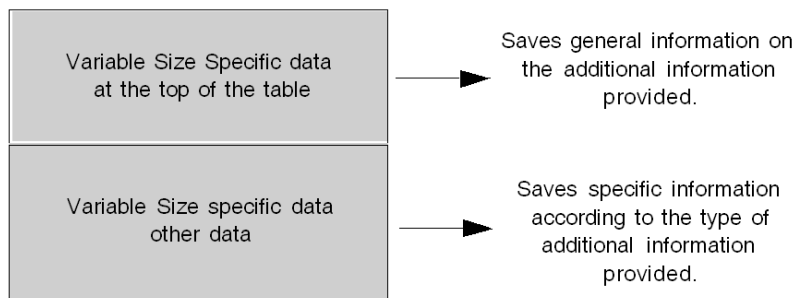 Variable Size Specific data
at the top of the table
Saves general information on
the additional information
provided.
Variable Size specific data
other data
Saves specific information
according to the type of
additional information
provided.